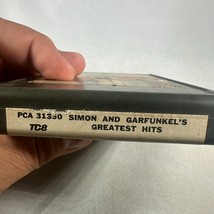 PCA 31350 SIMON AND GARFUNKEL'S
TC8 GREATEST HITS